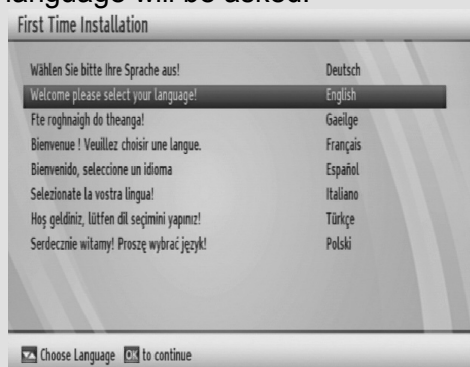 language will be asked.
First Time Installation
Wählen Sie bitte Ihre Sprache aus! Deutsch
Welcome please select your language! English
Fte roghnaigh do theanga! Gaeilge
Bienvenue ! Veuillez choisir une langue. Français
Bienvenido, seleccione un idioma Español
Selezionate la vostra lingua! Italiano
Hoş geldiniz, lütfen dil seçimini yapınız! Türkçe
Serdecznie witamy! Proszę wybrać język! Polski
Choose Language OK to continue